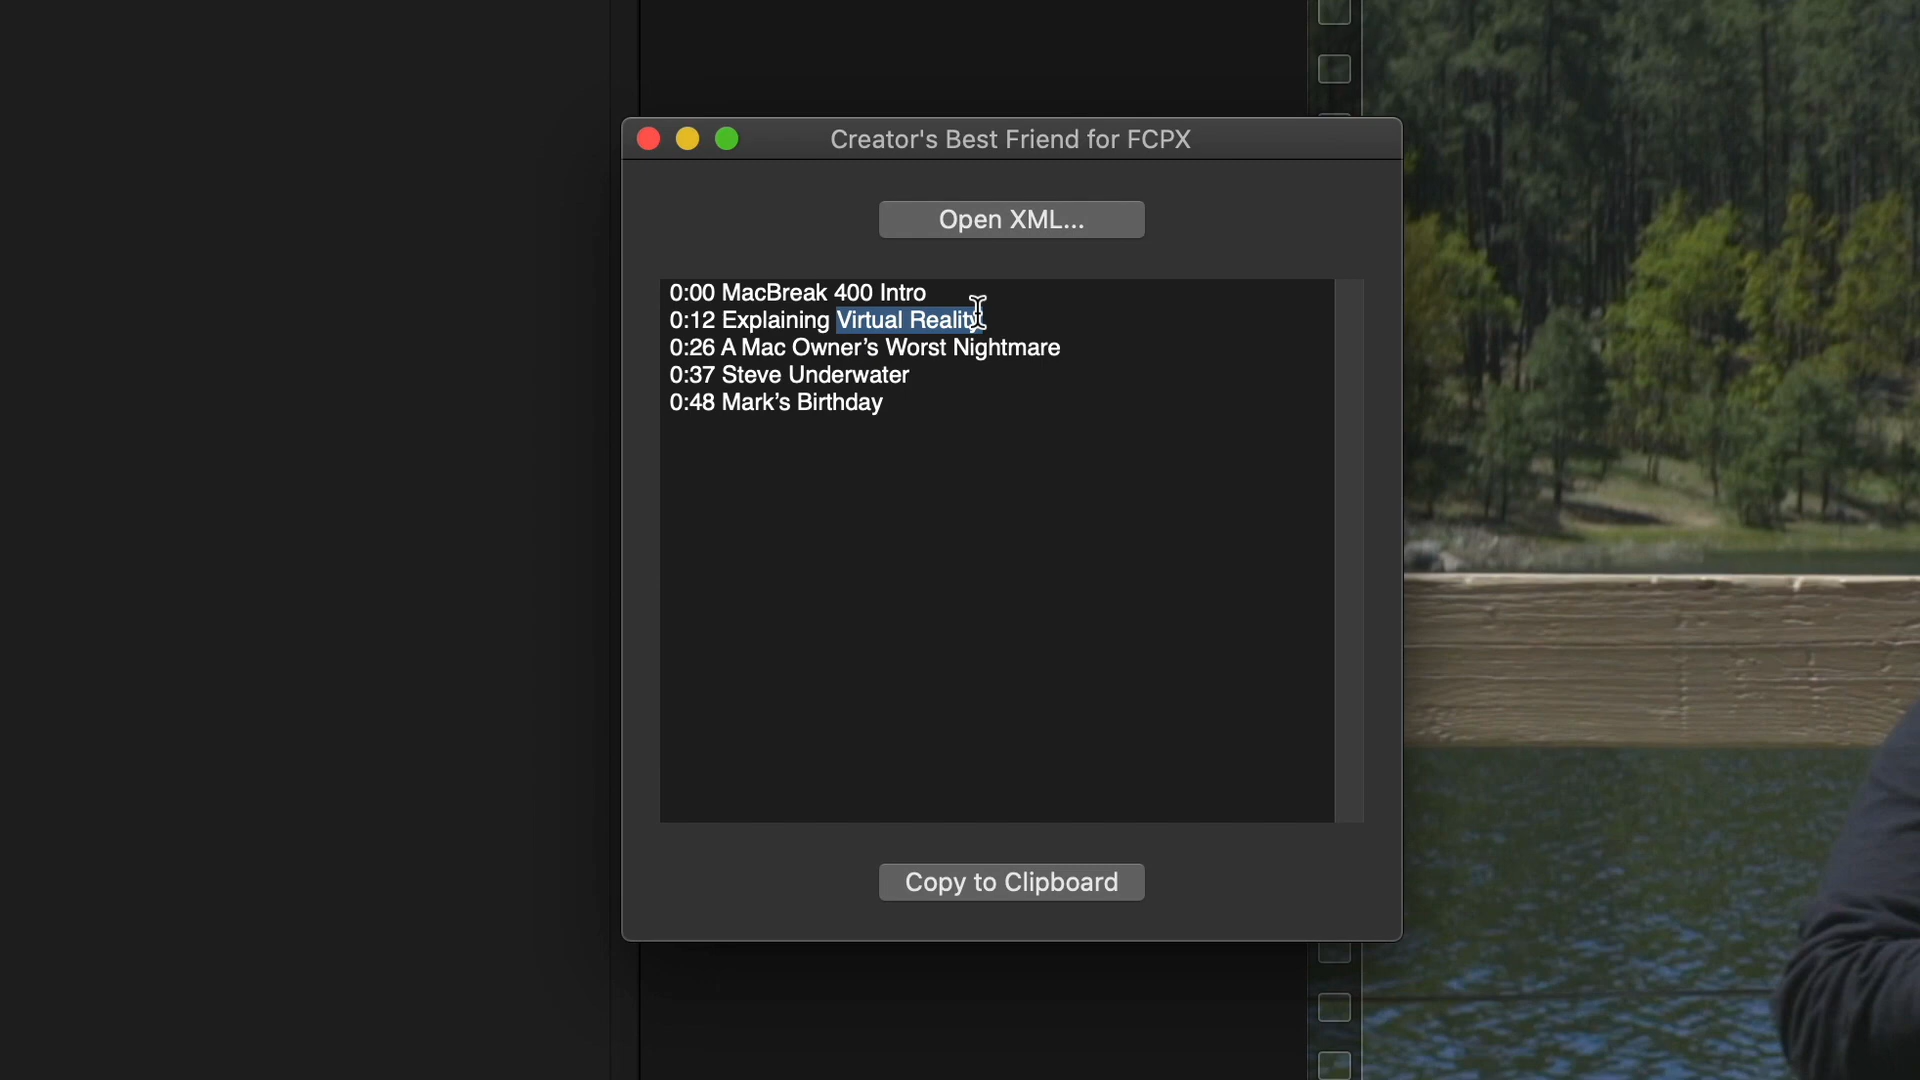 Creator's Best Friend for FCPX
Open XML...
0:00 MacBreak 400 Intro
0:12 Explaining Virtual Reality
0:26 A Mac Owner’s Worst Nightmare
0:37 Steve Underwater
0:48 Mark’s Birthday
Copy to Clipboard